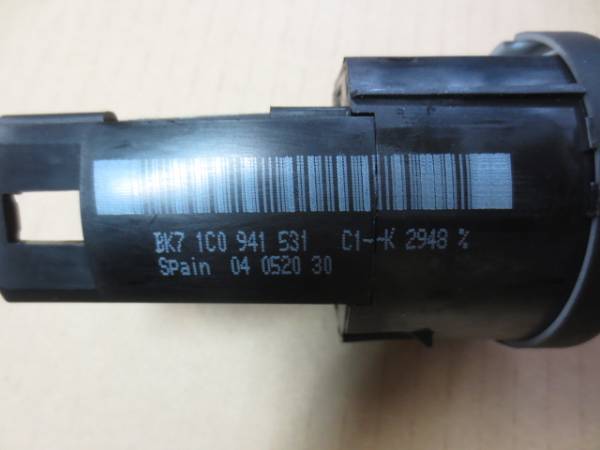 BK7 1C0 941 531 C1--K 2948 %
SPain 04 0520 30